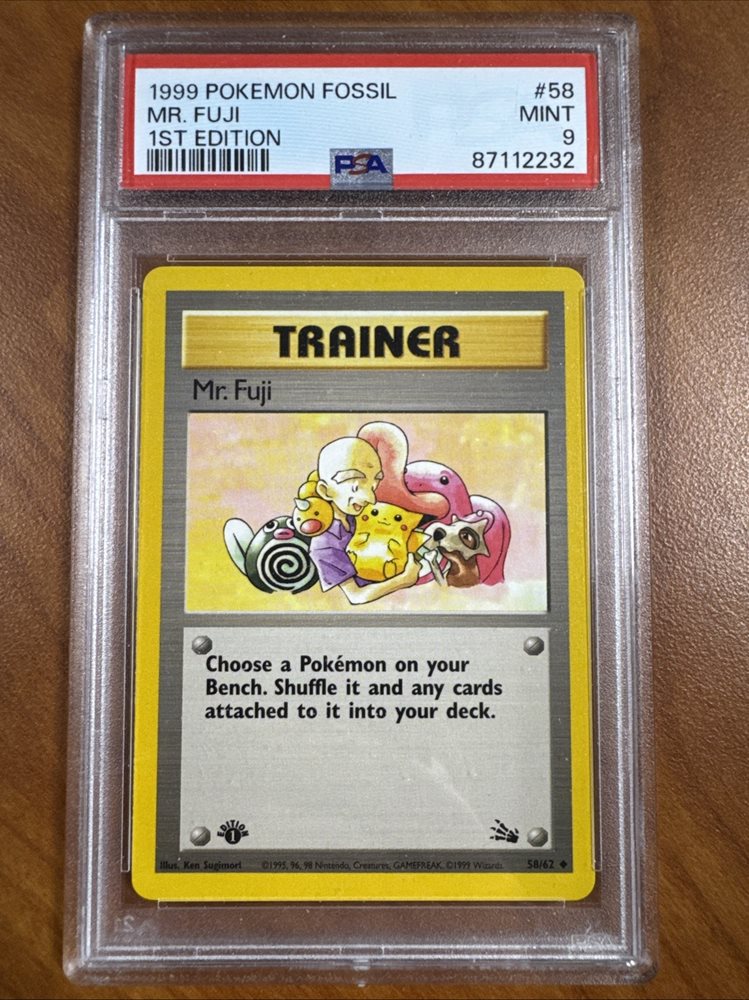 1999 POKEMON FOSSIL #58
MR. FUJI MINT
1ST EDITION 9
PSA 87112232
TRAINER
Mr. Fuji
Choose a Pokémon on your
Bench. Shuffle it and any cards
attached to it into your deck.
EDITION 1
Illus. Ken Sugimori ©1995, 96, 98 Nintendo, Creatures, GAMEFREAK. ©1999 Wizards. 58/62